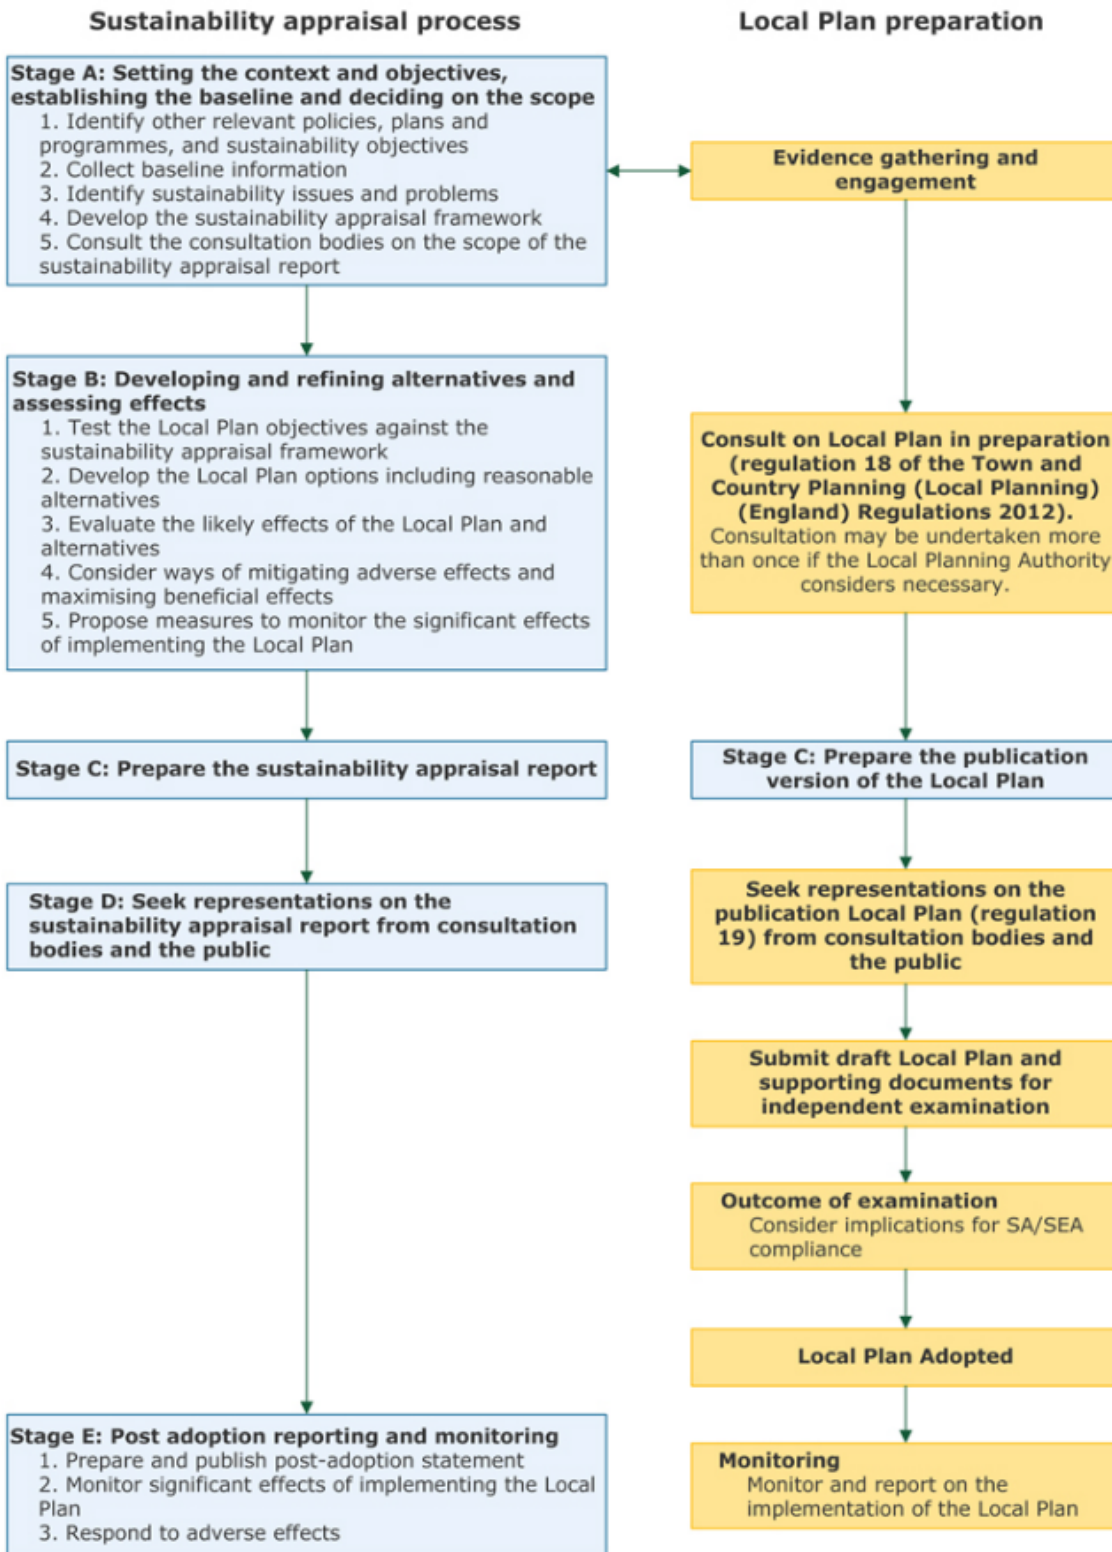 Sustainability appraisal process
Local Plan preparation
Stage A: Setting the context and objectives,
establishing the baseline and deciding on the scope
1. Identify other relevant policies, plans and
programmes, and sustainability objectives
2. Collect baseline information
3. Identify sustainability issues and problems
4. Develop the sustainability appraisal framework
5. Consult the consultation bodies on the scope of the
sustainability appraisal report
Evidence gathering and
engagement
Stage B: Developing and refining alternatives and
assessing effects
1. Test the Local Plan objectives against the
sustainability appraisal framework
2. Develop the Local Plan options including reasonable
alternatives
3. Evaluate the likely effects of the Local Plan and
alternatives
4. Consider ways of mitigating adverse effects and
maximising beneficial effects
5. Propose measures to monitor the significant effects
of implementing the Local Plan
Consult on Local Plan in preparation
(regulation 18 of the Town and
Country Planning (Local Planning)
(England) Regulations 2012).
Consultation may be undertaken more
than once if the Local Planning Authority
considers necessary.
Stage C: Prepare the sustainability appraisal report
Stage C: Prepare the publication
version of the Local Plan
Stage D: Seek representations on the
sustainability appraisal report from consultation
bodies and the public
Seek representations on the
publication Local Plan (regulation
19) from consultation bodies and
the public
Submit draft Local Plan and
supporting documents for
independent examination
Outcome of examination
Consider implications for SA/SEA
compliance
Local Plan Adopted
Stage E: Post adoption reporting and monitoring
1. Prepare and publish post-adoption statement
2. Monitor significant effects of implementing the Local
Plan
3. Respond to adverse effects
Monitoring
Monitor and report on the
implementation of the Local Plan